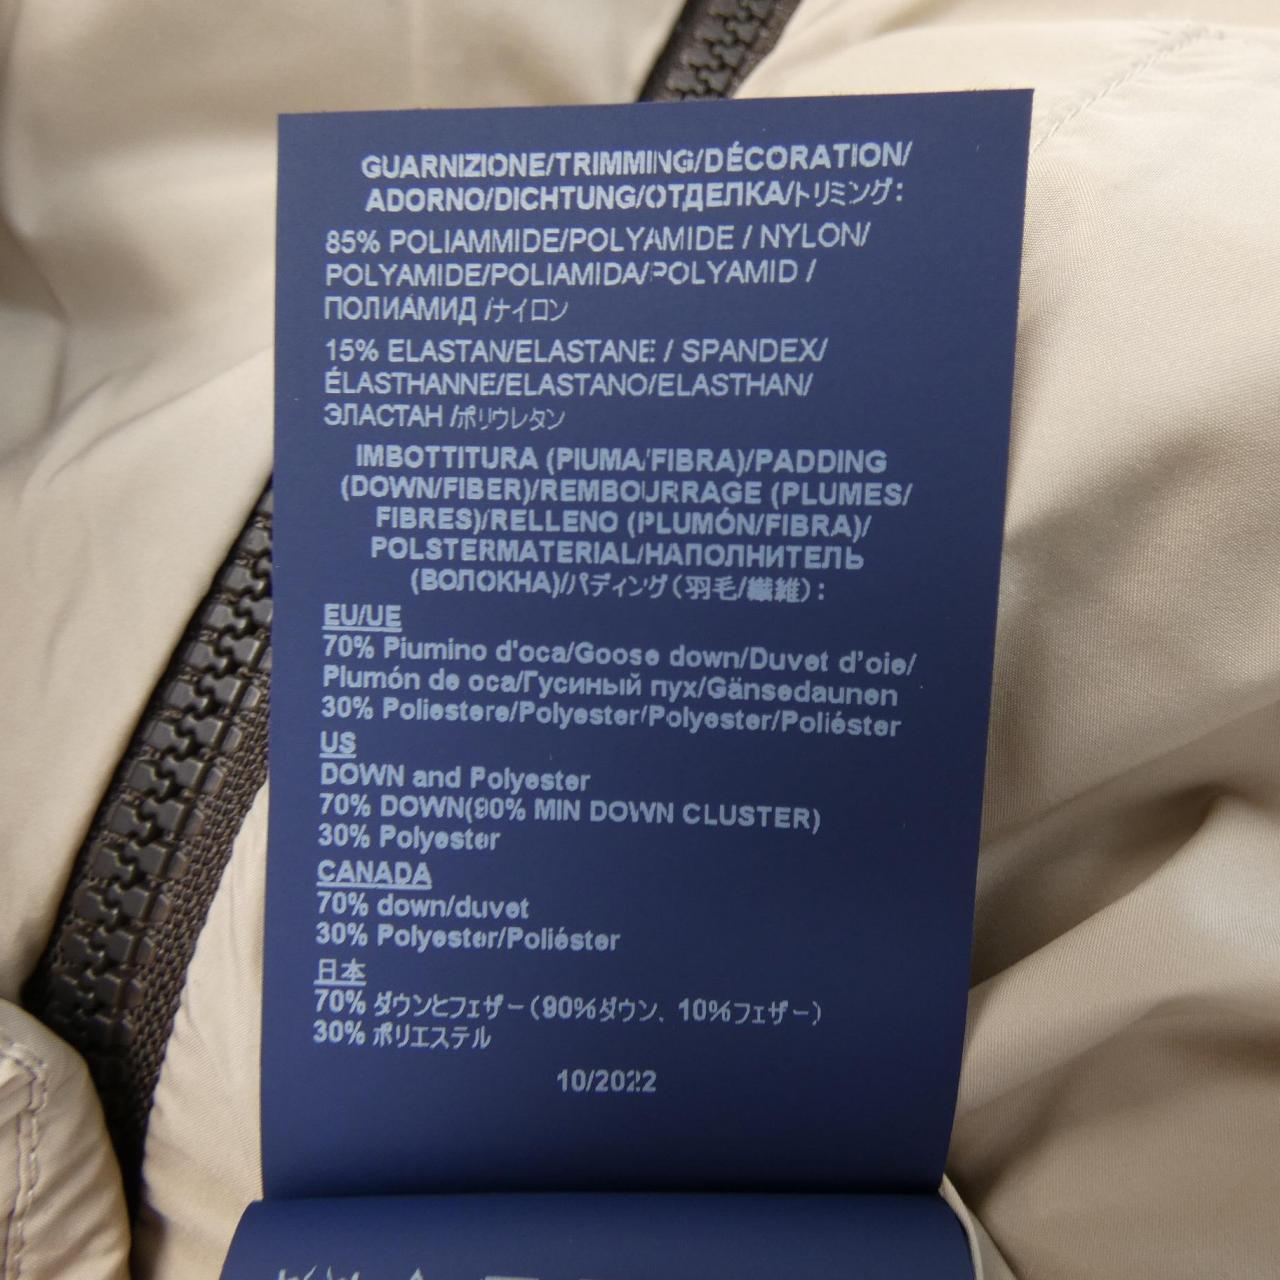 GUARNIZIONE/TRIMMING/DÉCORATION/
ADORNO/DICHTUNG/ОТДЕЛКА/トリミング:
85% POLIAMMIDE/POLYAMIDE / NYLON/
POLYAMIDE/POLIAMIDA/POLYAMID /
ПОЛИАМИД /ナイロン
15% ELASTAN/ELASTANE / SPANDEX/
ÉLASTHANNE/ELASTANO/ELASTHAN/
ЭЛАСТАН /ポリウレタン
IMBOTTITURA (PIUMA/FIBRA)/PADDING
(DOWN/FIBER)/REMBOURRAGE (PLUMES/
FIBRES)/RELLENO (PLUMÓN/FIBRA)/
POLSTERMATERIAL/НАПОЛНИТЕЛЬ
(ВОЛОКНА)/パディング(羽毛/繊維):
EU/UE
70% Piumino d'oca/Goose down/Duvet d’oie/
Plumón de oca/Гусиный пух/Gänsedaunen
30% Poliestere/Polyester/Polyester/Poliéster
US
DOWN and Polyester
70% DOWN(90% MIN DOWN CLUSTER)
30% Polyester
CANADA
70% down/duvet
30% Polyester/Poliéster
日本
70% ダウンとフェザー(90%ダウン、10%フェザー)
30% ポリエステル
10/2022